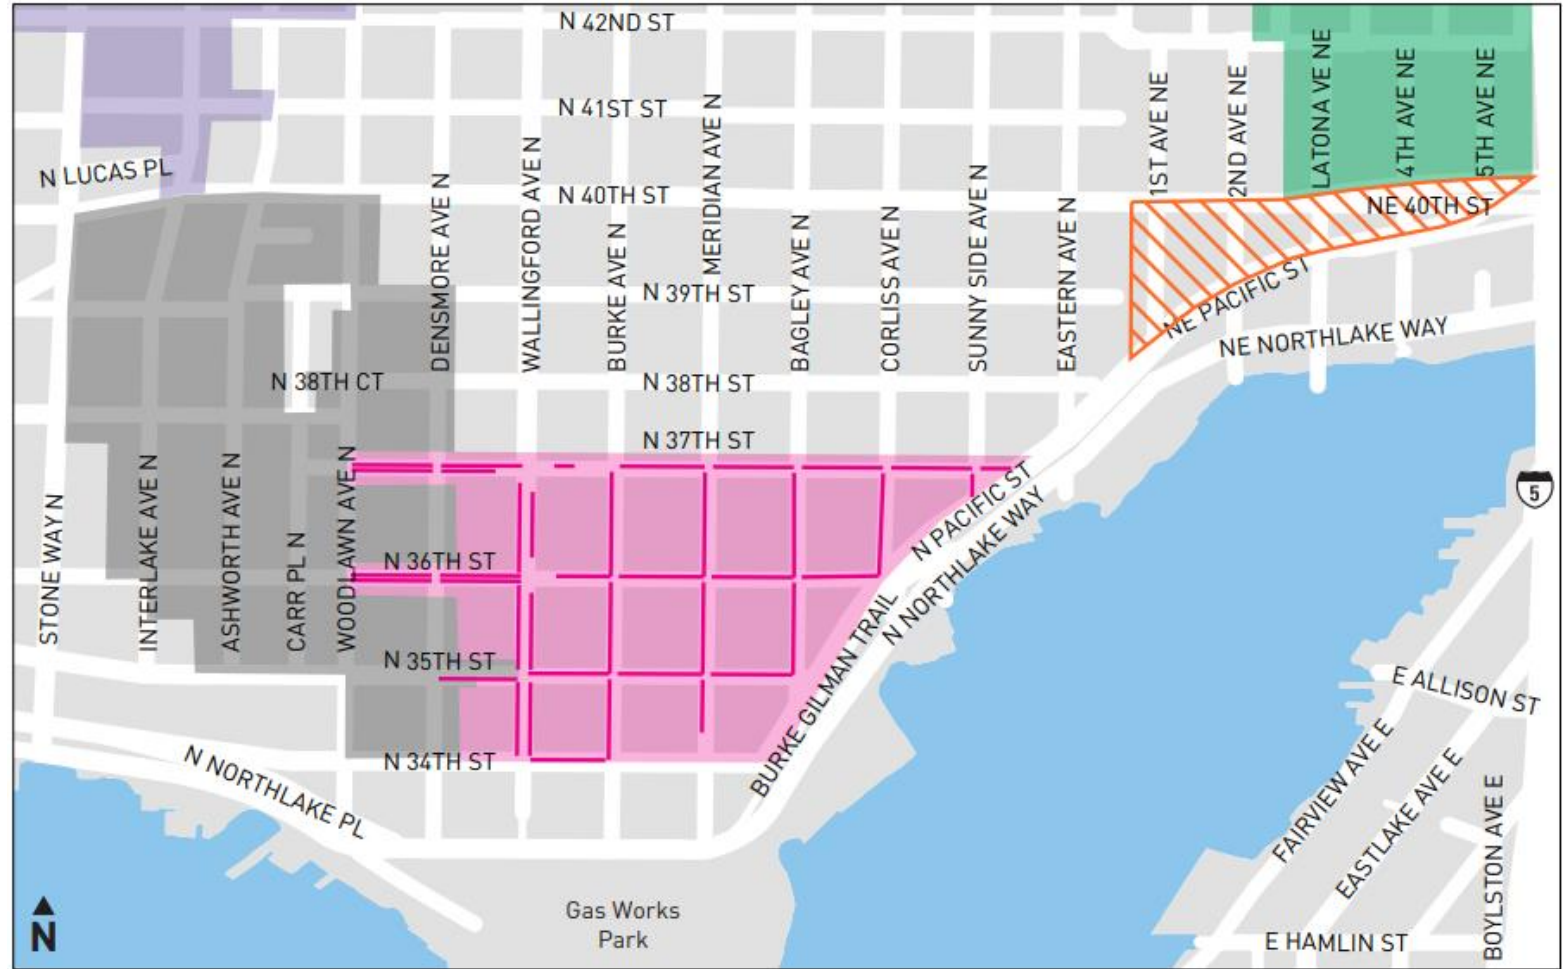 N 42ND ST
N 41ST ST
N LUCAS PL
N 40TH ST
NE 40TH ST
N 39TH ST
N 38TH CT
N 38TH ST
N 37TH ST
N 36TH ST
N 35TH ST
N 34TH ST
STONE WAY N
INTERLAKE AVE N
ASHWORTH AVE N
CARR PL N
WOODLAWN AVE N
DENSMORE AVE N
WALLINGFORD AVE N
BURKE AVE N
MERIDIAN AVE N
BAGLEY AVE N
CORLISS AVE N
SUNNY SIDE AVE N
EASTERN AVE N
1ST AVE NE
2ND AVE NE
LATONA VE NE
4TH AVE NE
5TH AVE NE
NE PACIFIC ST
NE NORTHLAKE WAY
N PACIFIC ST
N NORTHLAKE WAY
BURKE GILMAN TRAIL
N NORTHLAKE PL
5
E ALLISON ST
FAIRVIEW AVE E
EASTLAKE AVE E
BOYLSTON AVE E
E HAMLIN ST
Gas Works
Park
N